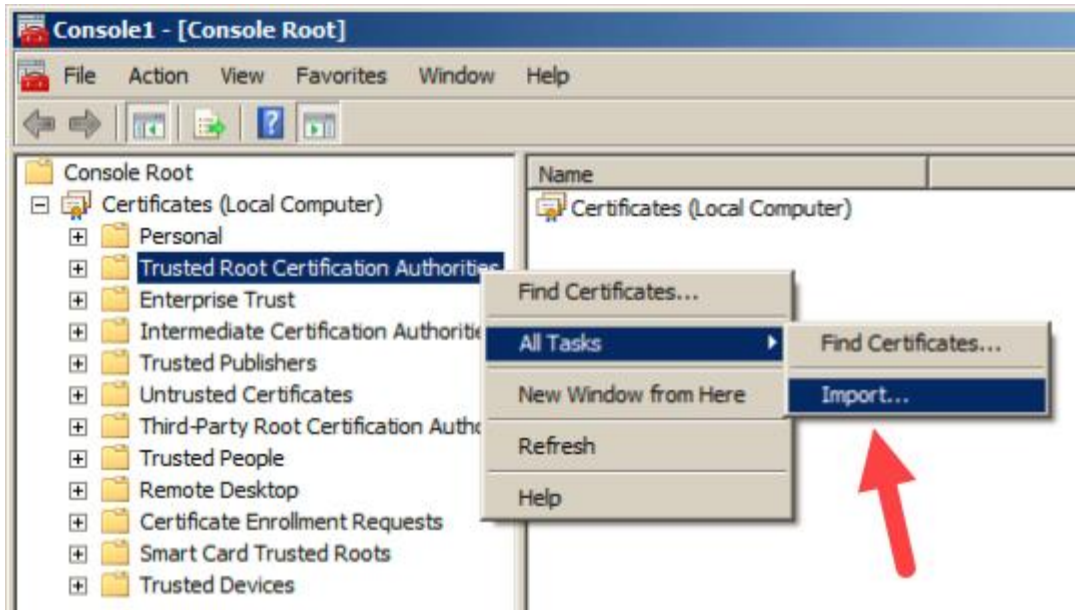 Console1 - [Console Root]
File Action View Favorites Window Help
Console Root
Certificates (Local Computer)
Personal
Trusted Root Certification Authorities
Enterprise Trust
Intermediate Certification Authoritie
Trusted Publishers
Untrusted Certificates
Third-Party Root Certification Autho
Trusted People
Remote Desktop
Certificate Enrollment Requests
Smart Card Trusted Roots
Trusted Devices
Name
Certificates (Local Computer)
Find Certificates...
All Tasks
New Window from Here
Refresh
Help
Find Certificates...
Import...